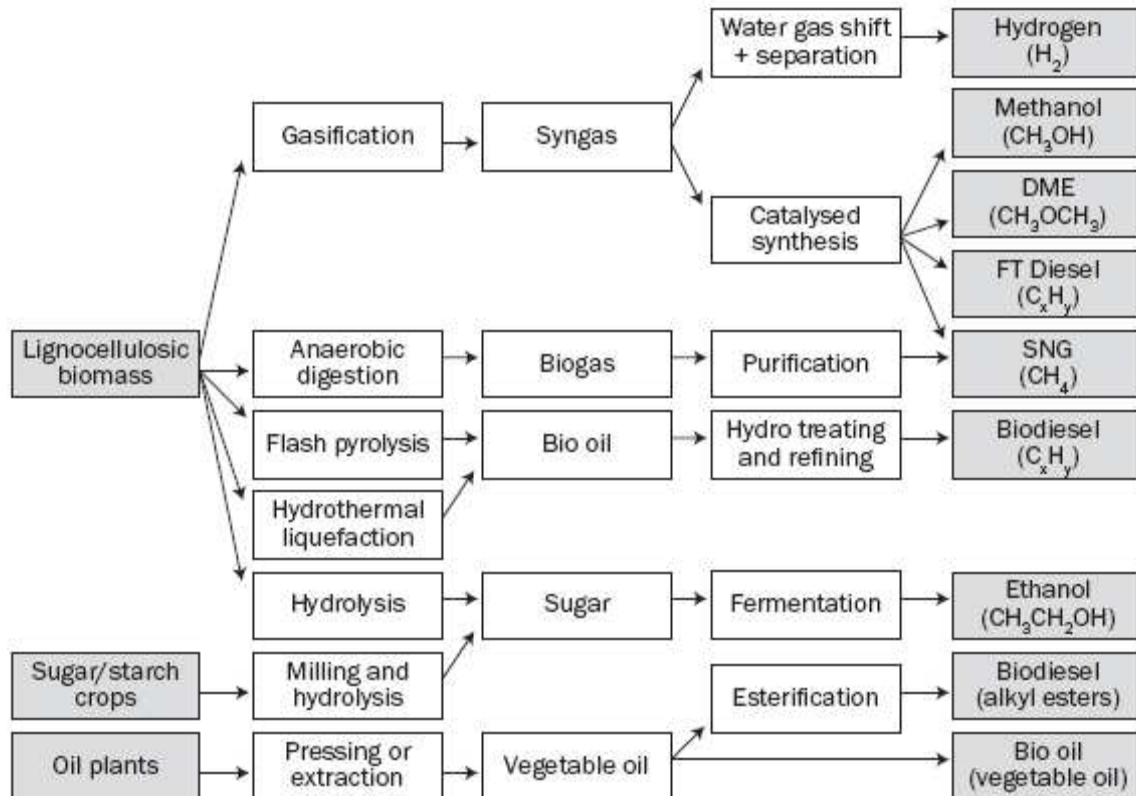 Water gas shift
+ separation
Hydrogen
(H₂)
Gasification
Syngas
Methanol
(CH₃OH)
Catalysed
synthesis
DME
(CH₃OCH₃)
FT Diesel
(CₓHᵧ)
Lignocellulosic
biomass
Anaerobic
digestion
Biogas
Purification
SNG
(CH₄)
Flash pyrolysis
Bio oil
Hydro treating
and refining
Biodiesel
(CₓHᵧ)
Hydrothermal
liquefaction
Hydrolysis
Sugar
Fermentation
Ethanol
(CH₃CH₂OH)
Sugar/starch
crops
Milling and
hydrolysis
Esterification
Biodiesel
(alkyl esters)
Oil plants
Pressing or
extraction
Vegetable oil
Bio oil
(vegetable oil)